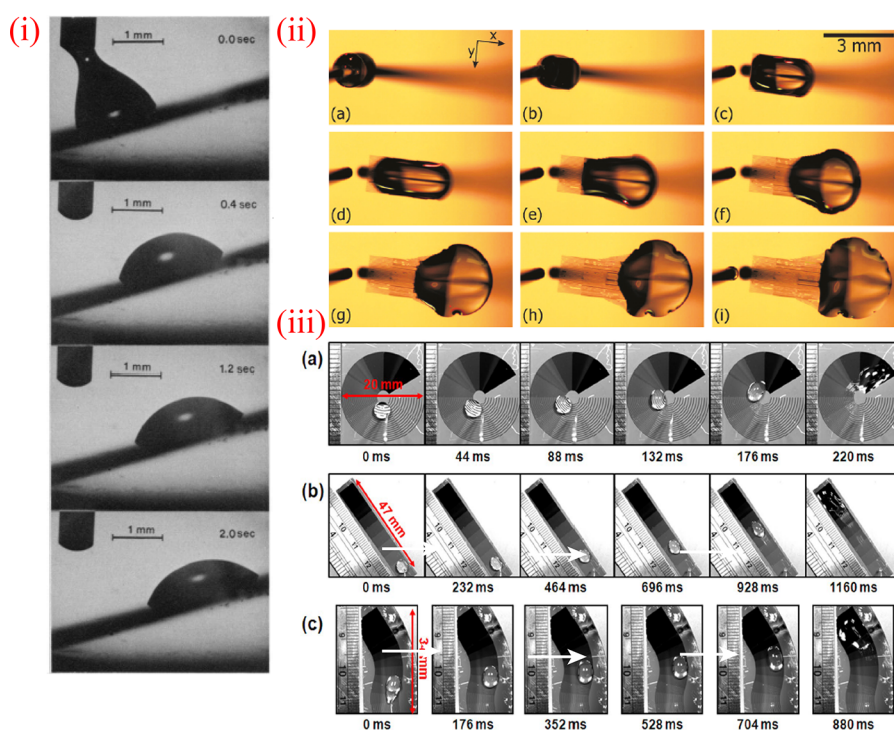 (i)
1 mm
0.0 sec
1 mm
0.4 sec
1 mm
1.2 sec
1 mm
2.0 sec
(ii)
x
y
3 mm
(a)
(b)
(c)
(d)
(e)
(f)
(g)
(h)
(i)
(iii)
(a)
20 mm
0 ms
44 ms
88 ms
132 ms
176 ms
220 ms
(b)
47 mm
0 ms
232 ms
464 ms
696 ms
928 ms
1160 ms
(c)
mm
0 ms
176 ms
352 ms
528 ms
704 ms
880 ms